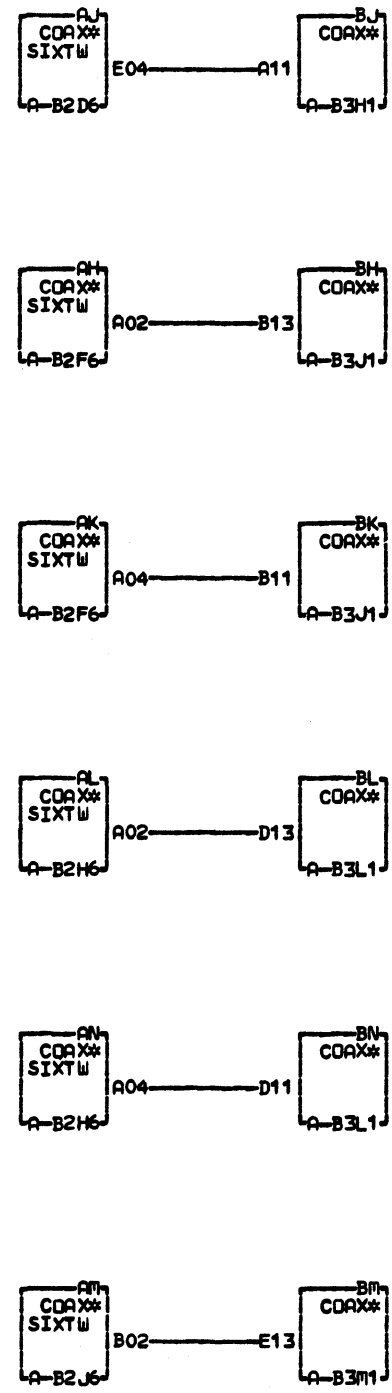 AJ BJ
COAX* COAX*
SIXTW
E04 A11
A-B2D6 A-B3H1
AH BH
COAX* COAX*
SIXTW
A02 B13
A-B2F6 A-B3J1
AK BK
COAX* COAX*
SIXTW
A04 B11
A-B2F6 A-B3J1
AL BL
COAX* COAX*
SIXTW
A02 D13
A-B2H6 A-B3L1
AN BN
COAX* COAX*
SIXTW
A04 D11
A-B2H6 A-B3L1
AM BM
COAX* COAX*
SIXTW
B02 E13
A-B2J6 A-B3M1